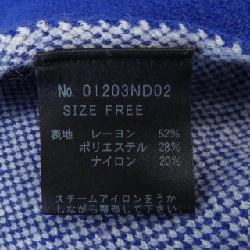 No. 01203ND02
SIZE FREE
表地 レーヨン 52%
ポリエステル 28%
ナイロン 20%
スチームアイロンをうか
しながら整形して下さい